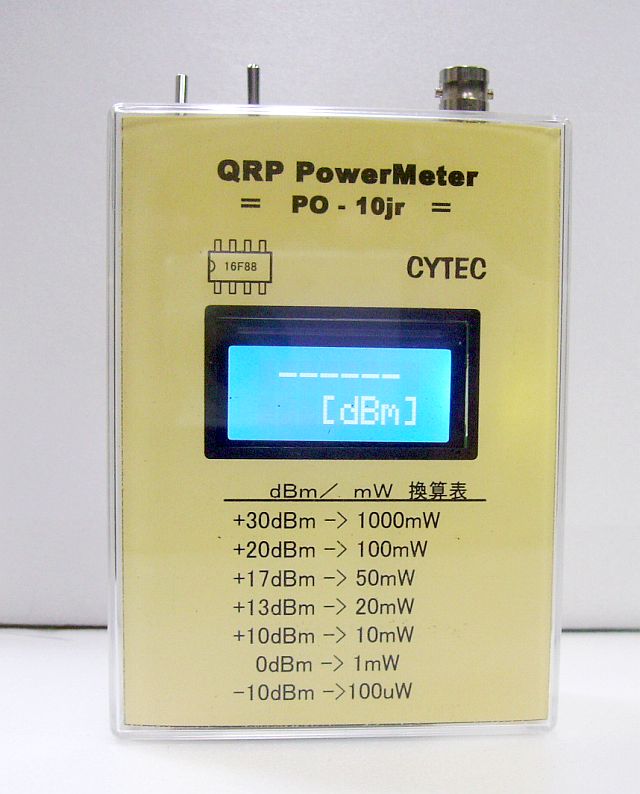 QRP PowerMeter
= PO - 10jr =
16F88
CYTEC
------
[dBm]
dBm／ mW 換算表
+30dBm -> 1000mW
+20dBm -> 100mW
+17dBm -> 50mW
+13dBm -> 20mW
+10dBm -> 10mW
0dBm -> 1mW
-10dBm ->100uW